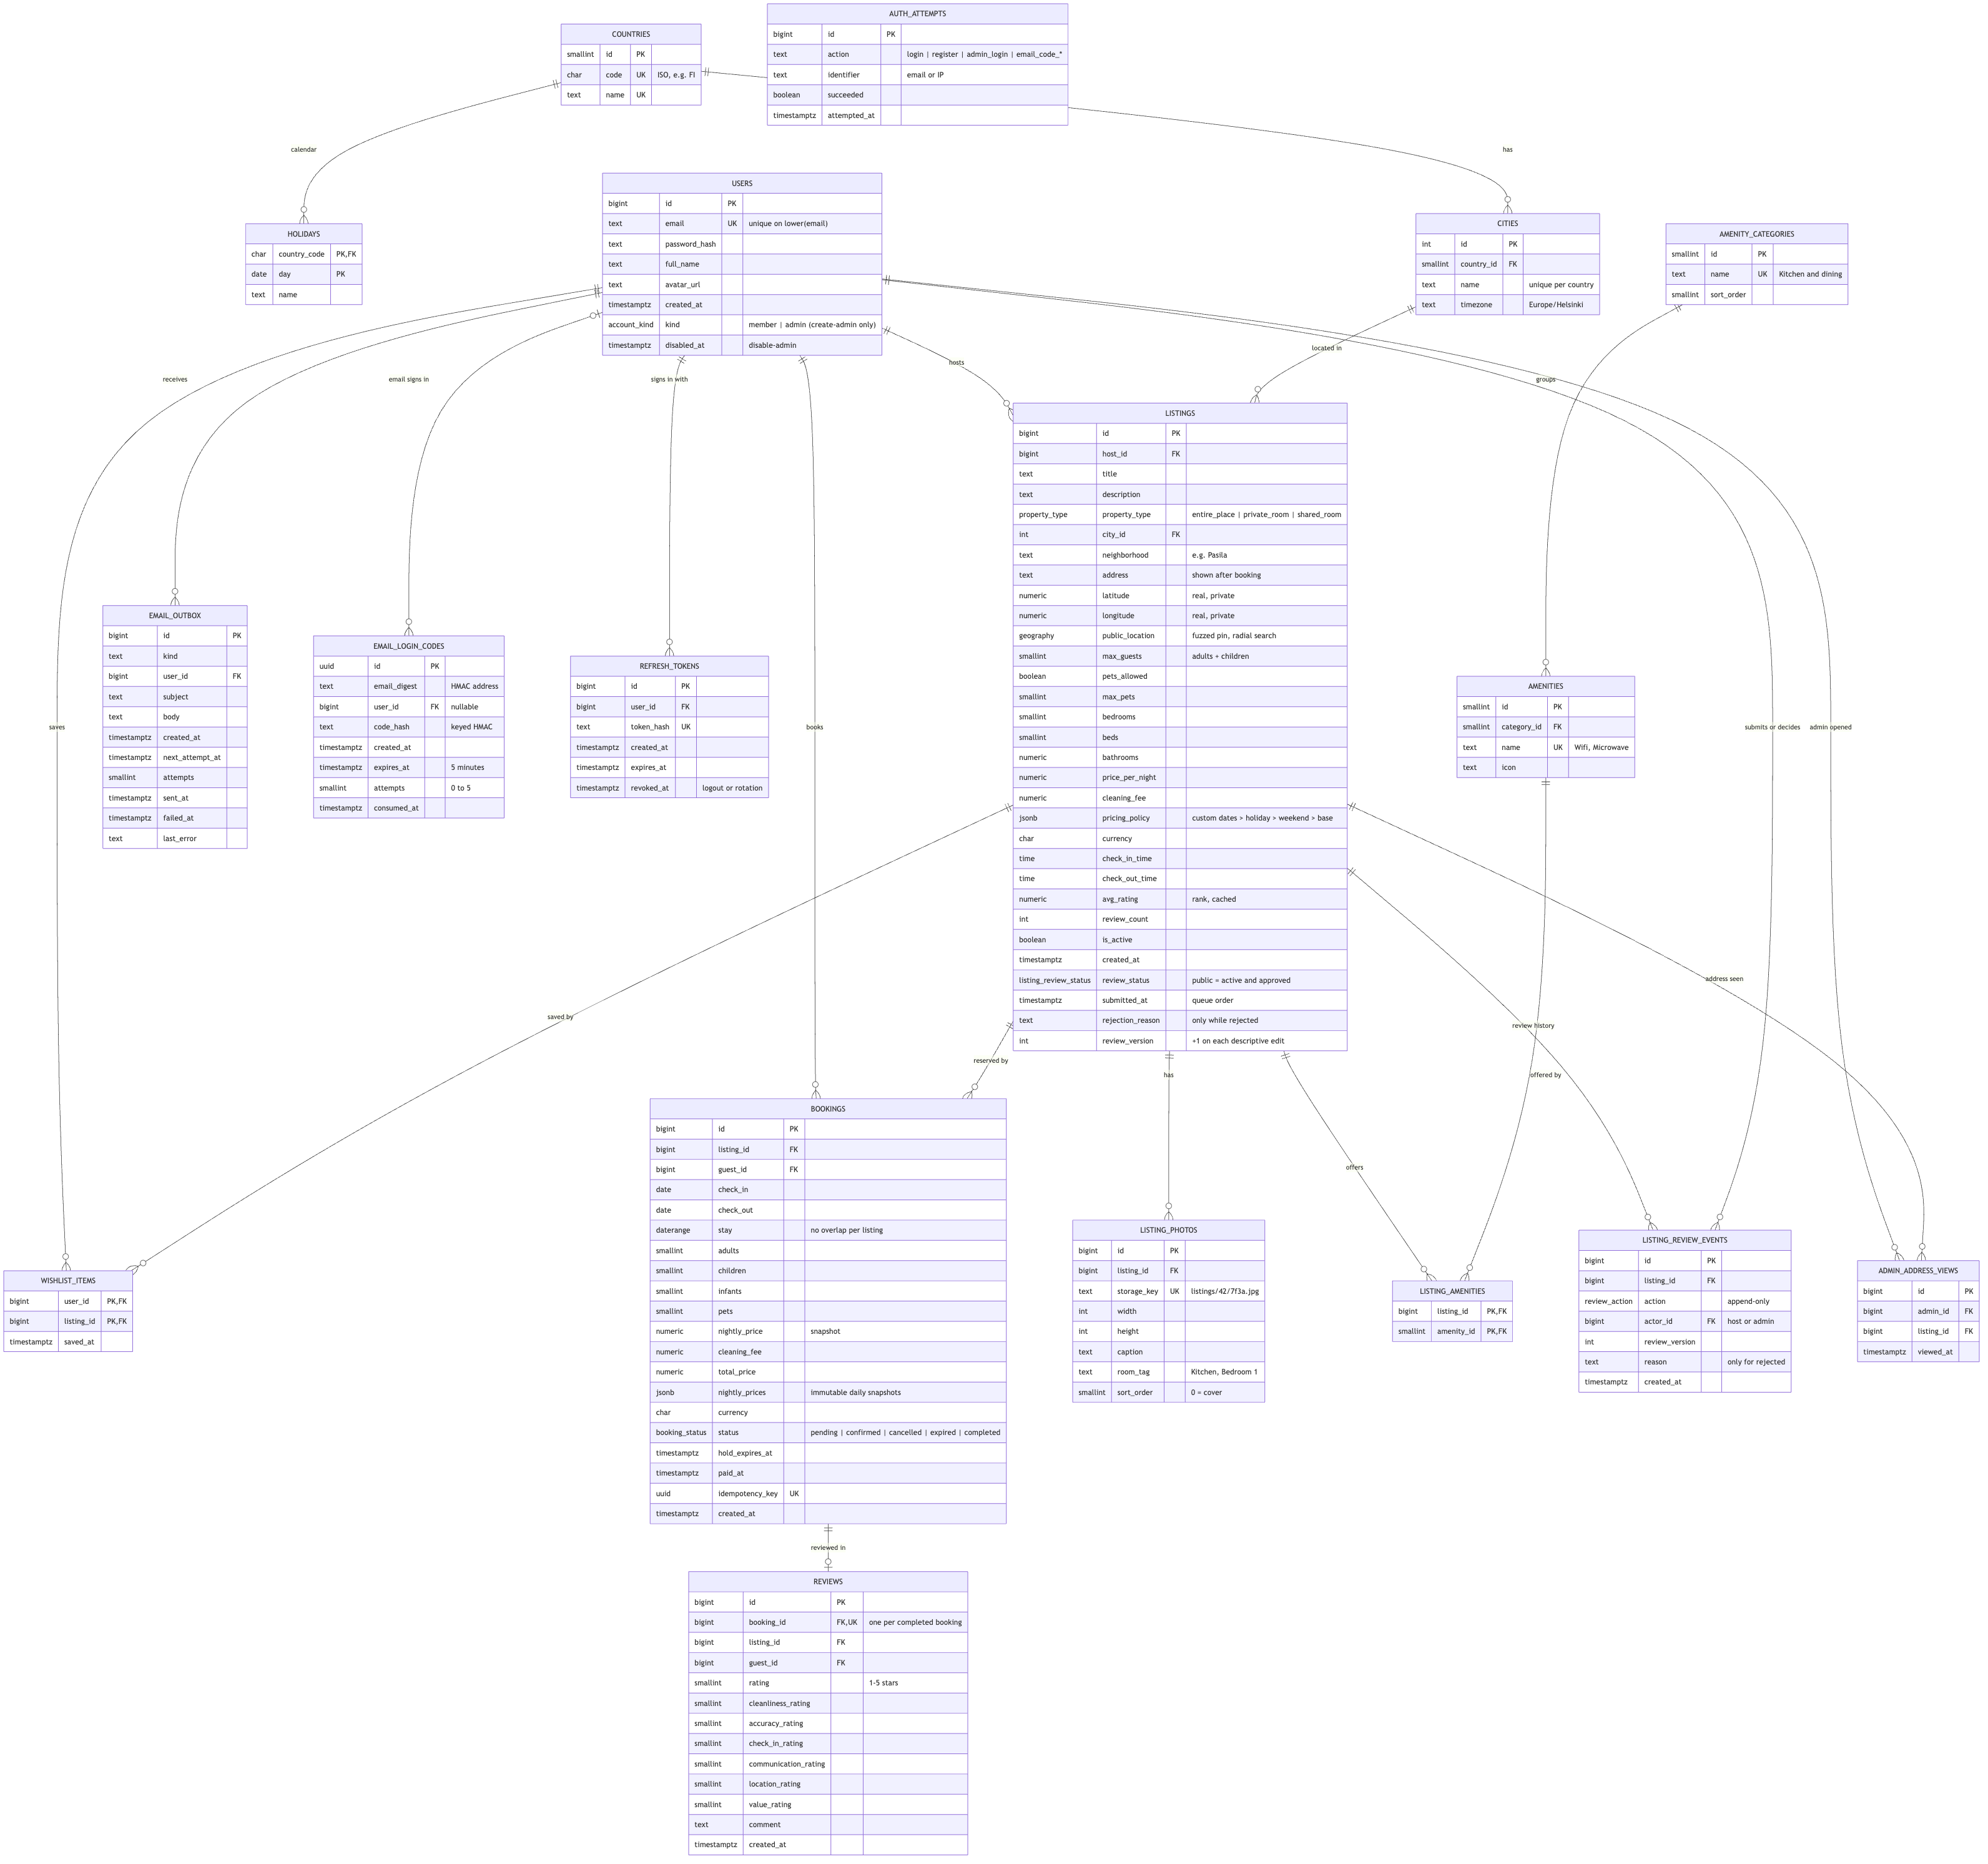 AUTH_ATTEMPTS
bigint id PK
text action login | register | admin_login | email_code_*
text identifier email or IP
boolean succeeded
timestamptz attempted_at
COUNTRIES
smallint id PK
char code UK ISO, e.g. FI
text name UK
calendar
has
USERS
bigint id PK
text email UK unique on lower(email)
text password_hash
text full_name
text avatar_url
timestamptz created_at
account_kind kind member | admin (create-admin only)
timestamptz disabled_at disable-admin
HOLIDAYS
char country_code PK,FK
date day PK
text name
CITIES
int id PK
smallint country_id FK
text name unique per country
text timezone Europe/Helsinki
AMENITY_CATEGORIES
smallint id PK
text name UK Kitchen and dining
smallint sort_order
located in
hosts
receives
email signs in
signs in with
groups
LISTINGS
bigint id PK
bigint host_id FK
text title
text description
property_type property_type entire_place | private_room | shared_room
int city_id FK
text neighborhood e.g. Pasila
text address shown after booking
numeric latitude real, private
numeric longitude real, private
geography public_location fuzzed pin, radial search
smallint max_guests adults + children
boolean pets_allowed
smallint max_pets
smallint bedrooms
smallint beds
numeric bathrooms
numeric price_per_night
numeric cleaning_fee
jsonb pricing_policy custom dates > holiday > weekend > base
char currency
time check_in_time
time check_out_time
numeric avg_rating rank, cached
int review_count
boolean is_active
timestamptz created_at
listing_review_status review_status public = active and approved
timestamptz submitted_at queue order
text rejection_reason only while rejected
int review_version +1 on each descriptive edit
EMAIL_OUTBOX
bigint id PK
text kind
bigint user_id FK
text subject
text body
timestamptz created_at
timestamptz next_attempt_at
smallint attempts
timestamptz sent_at
timestamptz failed_at
text last_error
EMAIL_LOGIN_CODES
uuid id PK
text email_digest HMAC address
bigint user_id FK nullable
text code_hash keyed HMAC
timestamptz created_at
timestamptz expires_at 5 minutes
smallint attempts 0 to 5
timestamptz consumed_at
REFRESH_TOKENS
bigint id PK
bigint user_id FK
text token_hash UK
timestamptz created_at
timestamptz expires_at
timestamptz revoked_at logout or rotation
AMENITIES
smallint id PK
smallint category_id FK
text name UK Wifi, Microwave
text icon
saves
books
submits or decides
admin opened
address seen
saved by
review history
reserved by
has
offered by
offers
BOOKINGS
bigint id PK
bigint listing_id FK
bigint guest_id FK
date check_in
date check_out
daterange stay no overlap per listing
smallint adults
smallint children
smallint infants
smallint pets
numeric nightly_price snapshot
numeric cleaning_fee
numeric total_price
jsonb nightly_prices immutable daily snapshots
char currency
booking_status status pending | confirmed | cancelled | expired | completed
timestamptz hold_expires_at
timestamptz paid_at
uuid idempotency_key UK
timestamptz created_at
LISTING_PHOTOS
bigint id PK
bigint listing_id FK
text storage_key UK listings/42/7f3a.jpg
int width
int height
text caption
text room_tag Kitchen, Bedroom 1
smallint sort_order 0 = cover
LISTING_REVIEW_EVENTS
bigint id PK
bigint listing_id FK
review_action action append-only
bigint actor_id FK host or admin
int review_version
text reason only for rejected
timestamptz created_at
WISHLIST_ITEMS
bigint user_id PK,FK
bigint listing_id PK,FK
timestamptz saved_at
LISTING_AMENITIES
bigint listing_id PK,FK
smallint amenity_id PK,FK
ADMIN_ADDRESS_VIEWS
bigint id PK
bigint admin_id FK
bigint listing_id FK
timestamptz viewed_at
reviewed in
REVIEWS
bigint id PK
bigint booking_id FK,UK one per completed booking
bigint listing_id FK
bigint guest_id FK
smallint rating 1-5 stars
smallint cleanliness_rating
smallint accuracy_rating
smallint check_in_rating
smallint communication_rating
smallint location_rating
smallint value_rating
text comment
timestamptz created_at